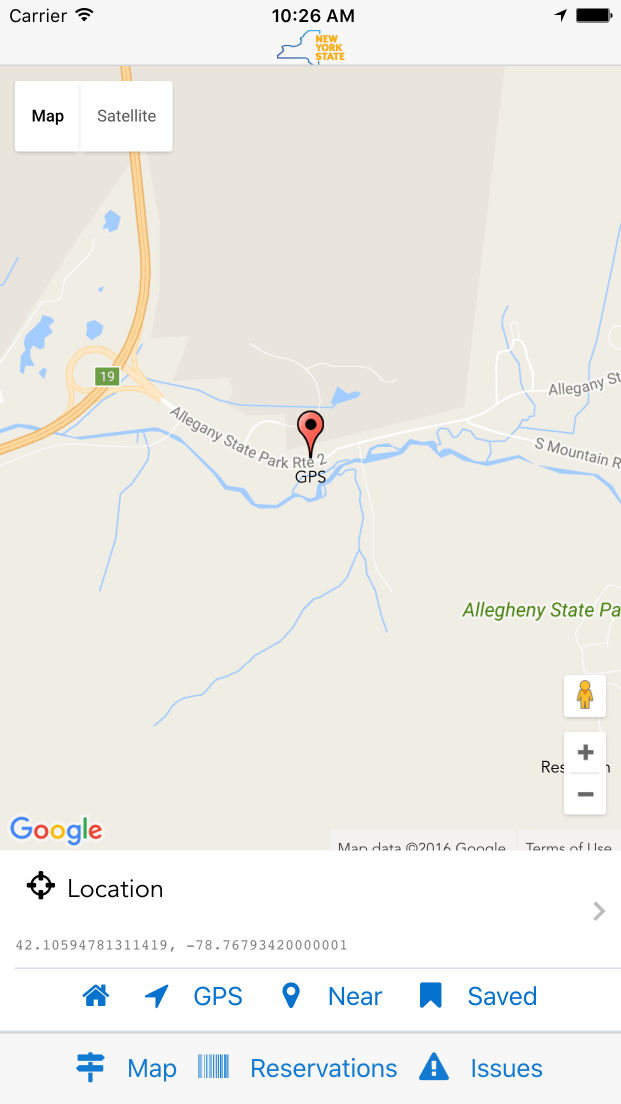 Carrier 10:26 AM
NEW
YORK
STATE
Map Satellite
19
Allegany St
Allegany State Park Rte 2
S Mountain R
GPS
Allegheny State Pa
Res
Google
Map data ©2016 Google Terms of Use
Location
42.10594781311419, -78.76793420000001
GPS Near Saved
Map Reservations Issues